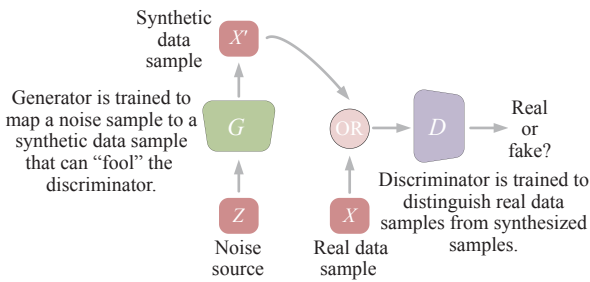 Synthetic
data
sample
X'
Generator is trained to
map a noise sample to a
synthetic data sample
that can “fool” the
discriminator.
G
Z
Noise
source
OR
X
Real data
sample
D
Real
or
fake?
Discriminator is trained to
distinguish real data
samples from synthesized
samples.